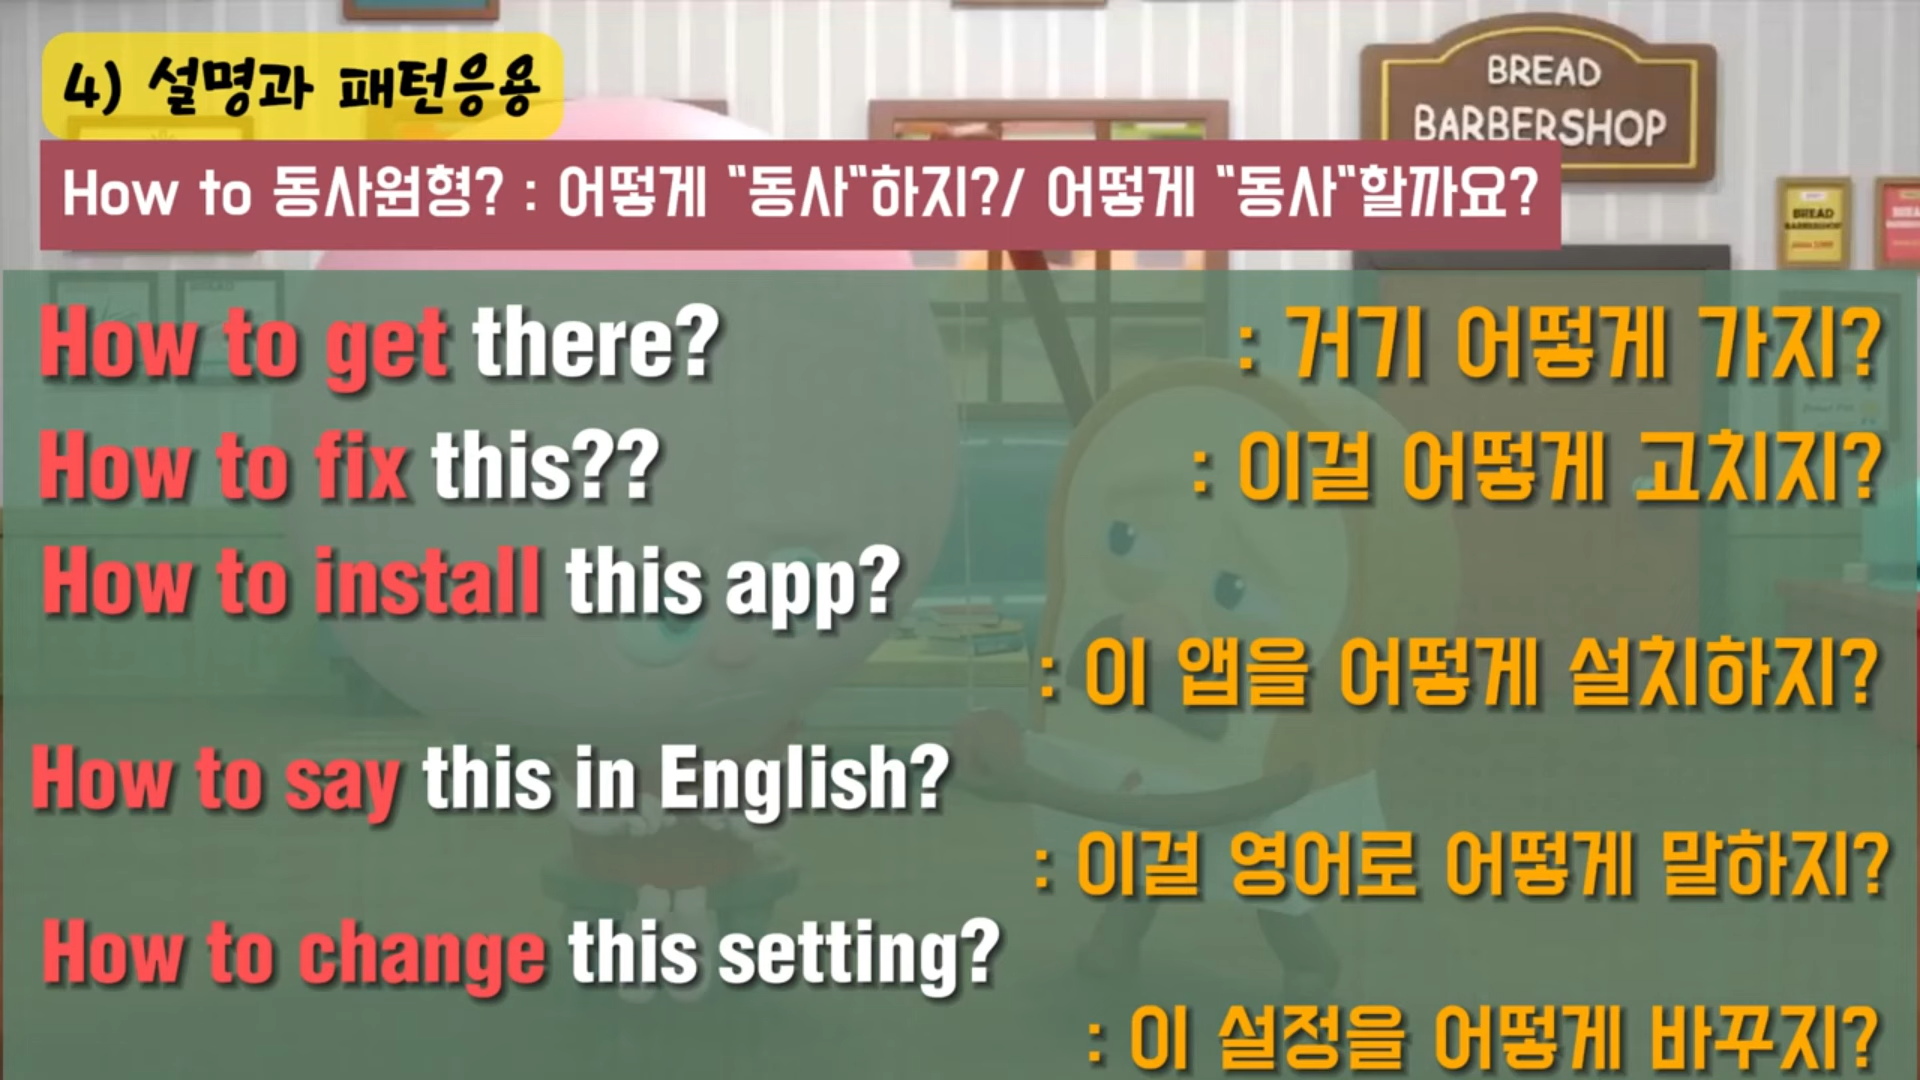 4) 설명과 패턴응용
BREAD
BARBERSHOP
How to 동사원형? : 어떻게 "동사"하지?/ 어떻게 "동사"할까요?
BREAD
BARBERSHOP
How to get there?
: 거기 어떻게 가지?
How to fix this??
: 이걸 어떻게 고치지?
How to install this app?
: 이 앱을 어떻게 설치하지?
How to say this in English?
: 이걸 영어로 어떻게 말하지?
How to change this setting?
: 이 설정을 어떻게 바꾸지?